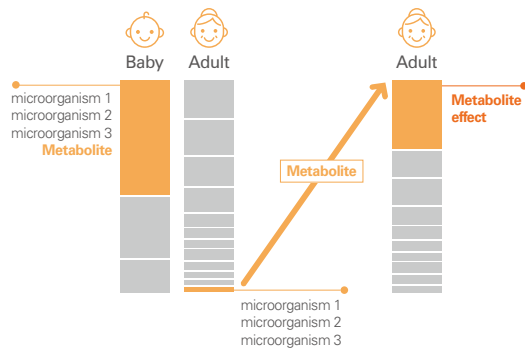 Baby
Adult
Adult
microorganism 1
microorganism 2
microorganism 3
Metabolite
Metabolite
Metabolite
effect
microorganism 1
microorganism 2
microorganism 3